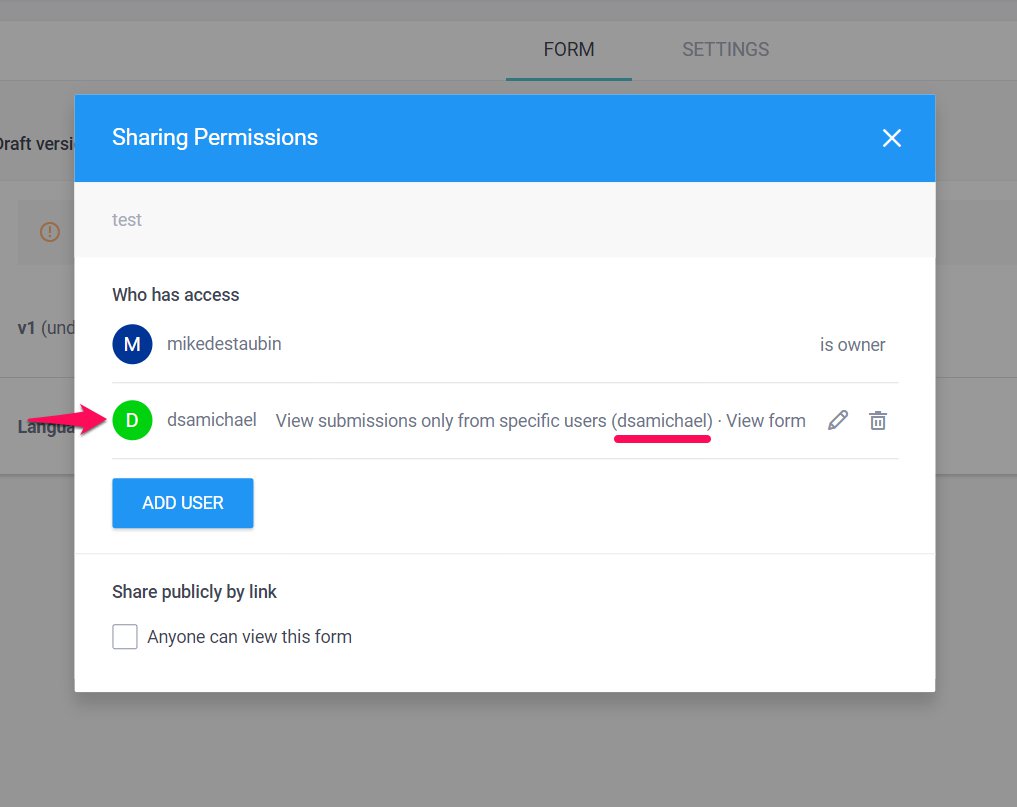 FORM SETTINGS
Sharing Permissions
Draft versi
test
Who has access
v1 (und
M mikedestaubin is owner
D dsamichael View submissions only from specific users (dsamichael) · View form
Langua
ADD USER
Share publicly by link
Anyone can view this form